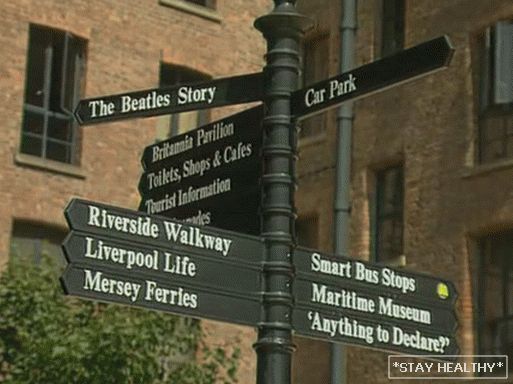 The Beatles Story
Car Park
Britannia Pavilion
Toilets, Shops & Cafes
Tourist Information
Riverside Walkway
Liverpool Life
Mersey Ferries
Smart Bus Stops
Maritime Museum
'Anything to Declare?'
*STAY HEALTHY*